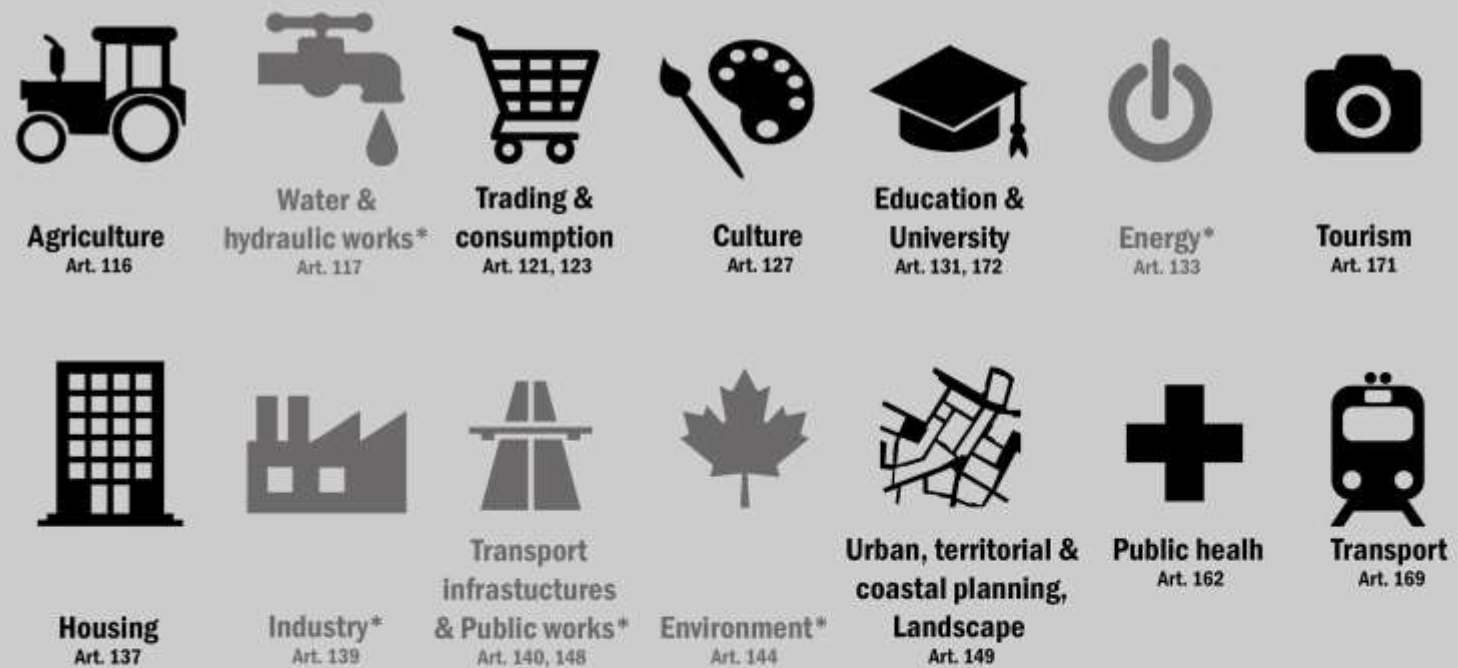 Agriculture
Art. 116
Water &
hydraulic works*
Art. 117
Trading &
consumption
Art. 121, 123
Culture
Art. 127
Education &
University
Art. 131, 172
Energy*
Art. 133
Tourism
Art. 171
Housing
Art. 137
Industry*
Art. 139
Transport
infrastuctures
& Public works*
Art. 140, 148
Environment*
Art. 144
Urban, territorial &
coastal planning,
Landscape
Art. 149
Public healh
Art. 162
Transport
Art. 169